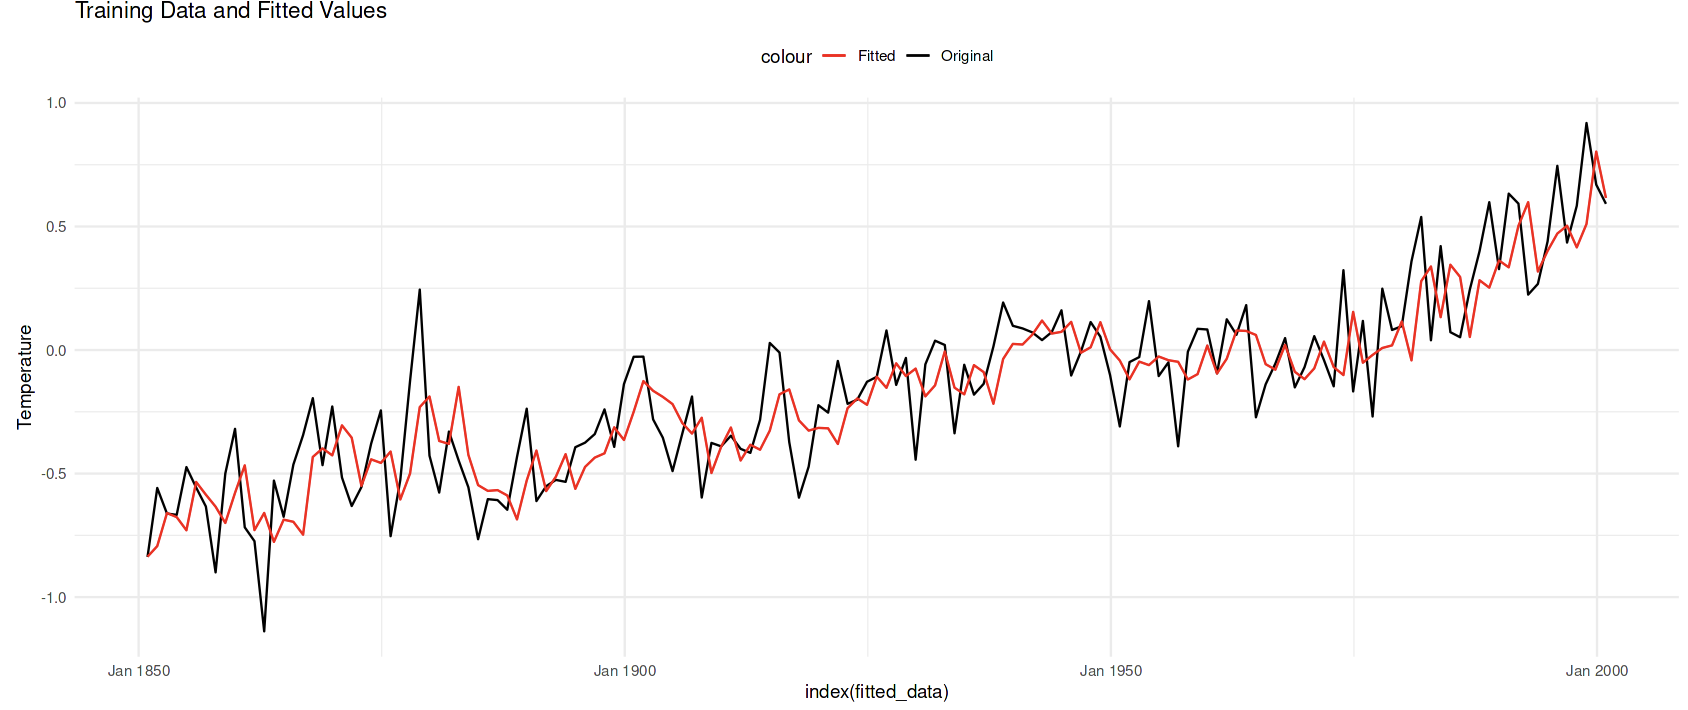 Training Data and Fitted Values
colour Fitted Original
1.0
0.5
0.0
-0.5
-1.0
Temperature
Jan 1850 Jan 1900 Jan 1950 Jan 2000
index(fitted_data)